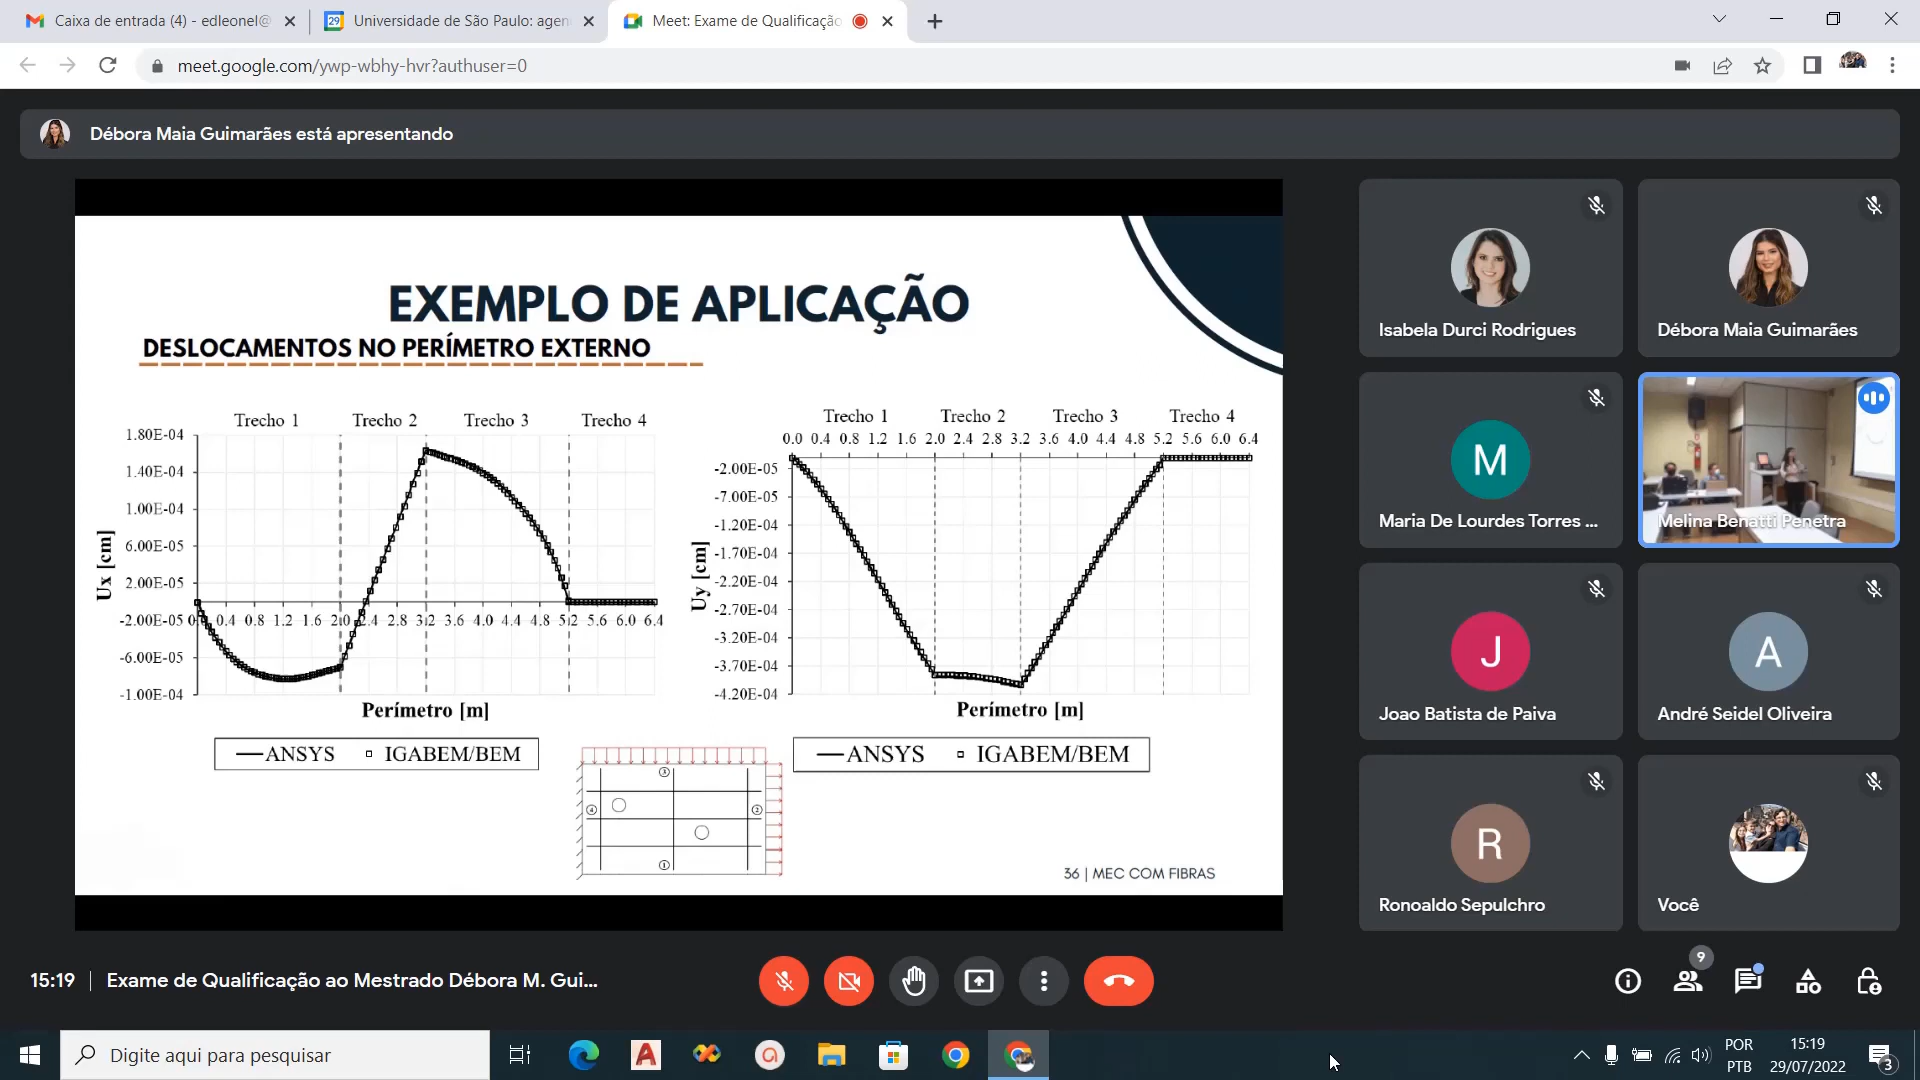 Caixa de entrada (4) - edleonel@
Universidade de São Paulo: agen
Meet: Exame de Qualificação
meet.google.com/ywp-wbhy-hvr?authuser=0
Débora Maia Guimarães está apresentando
EXEMPLO DE APLICAÇÃO
DESLOCAMENTOS NO PERÍMETRO EXTERNO
Trecho 1 Trecho 2 Trecho 3 Trecho 4
1.80E-04
1.40E-04
1.00E-04
6.00E-05
2.00E-05
-2.00E-05
-6.00E-05
-1.00E-04
Ux [cm]
0.4 0.8 1.2 1.6 2.0 2.4 2.8 3.2 3.6 4.0 4.4 4.8 5.2 5.6 6.0 6.4
Perímetro [m]
ANSYS IGABEM/BEM
Trecho 1 Trecho 2 Trecho 3 Trecho 4
0.0 0.4 0.8 1.2 1.6 2.0 2.4 2.8 3.2 3.6 4.0 4.4 4.8 5.2 5.6 6.0 6.4
-2.00E-05
-7.00E-05
-1.20E-04
-1.70E-04
-2.20E-04
-2.70E-04
-3.20E-04
-3.70E-04
-4.20E-04
Uy [cm]
Perímetro [m]
ANSYS IGABEM/BEM
3
4
2
1
36 | MEC COM FIBRAS
Isabela Durci Rodrigues
Débora Maia Guimarães
M
Maria De Lourdes Torres ...
Melina Benatti Penetra
J
Joao Batista de Paiva
A
André Seidel Oliveira
R
Ronoaldo Sepulchro
Você
15:19 | Exame de Qualificação ao Mestrado Débora M. Gui...
9
Digite aqui para pesquisar
POR
PTB
15:19
29/07/2022
3